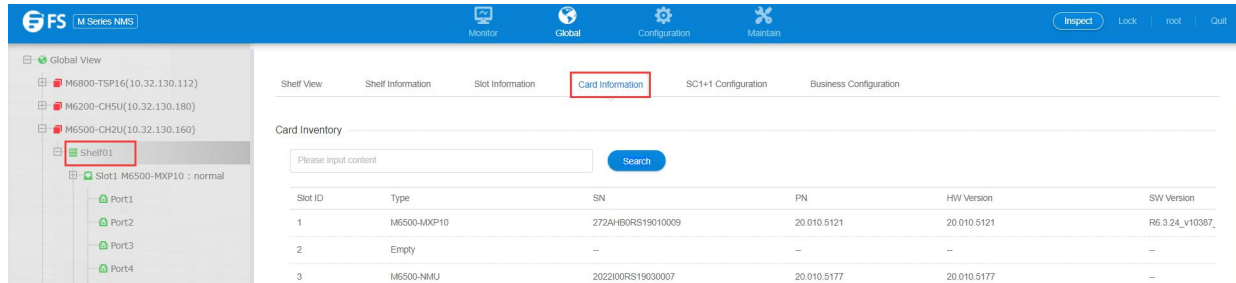 FS M Series NMS
Monitor Global Configuration Maintain
Inspect Lock root Quit
Global View
M6800-TSP16(10.32.130.112)
M6200-CH5U(10.32.130.180)
M6500-CH2U(10.32.130.160)
Shelf01
Slot1 M6500-MXP10 : normal
Port1
Port2
Port3
Port4
Shelf View Shelf Information Slot Information Card Information SC1+1 Configuration Business Configuration
Card Inventory
Please input content Search
Slot ID Type SN PN HW Version SW Version
1 M6500-MXP10 272AHB0RS19010009 20.010.5121 20.010.5121 R6.3.24_v10387_
2 Empty -- -- -- --
3 M6500-NMU 2022I00RS19030007 20.010.5177 20.010.5177 --